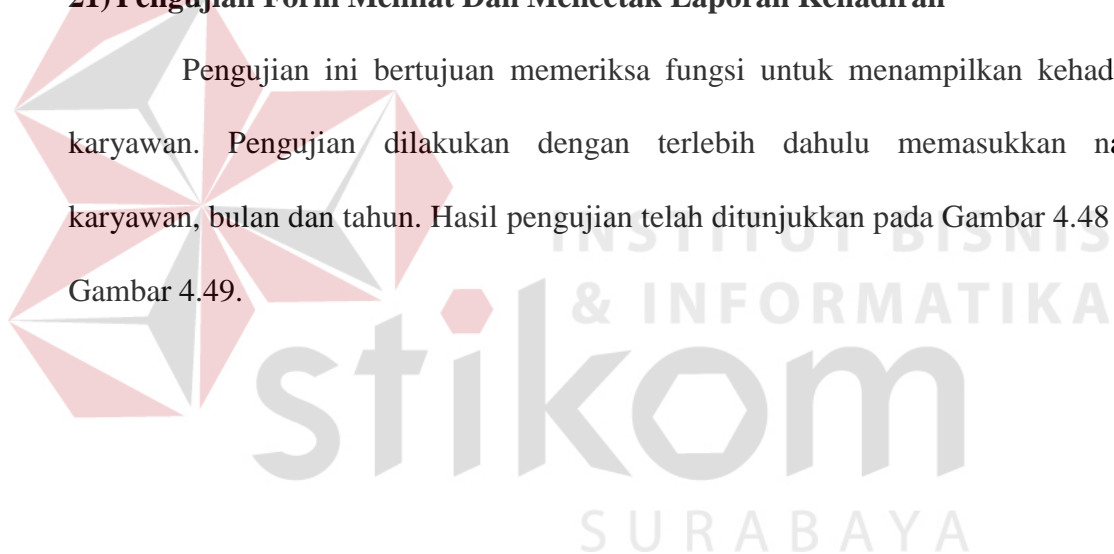 21) Pengujian Form Melihat Dan Mencetak Laporan Kehadiran
Pengujian ini bertujuan memeriksa fungsi untuk menampilkan kehad
karyawan. Pengujian dilakukan dengan terlebih dahulu memasukkan na
karyawan, bulan dan tahun. Hasil pengujian telah ditunjukkan pada Gambar 4.48
Gambar 4.49.
INSTITUT BISNIS
& INFORMATIKA
stikom
SURABAYA